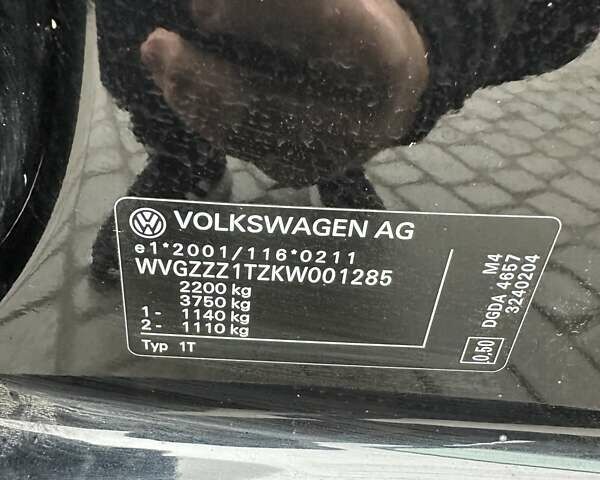 VOLKSWAGEN AG
e1*2001/116*0211
WVGZZZ1TZKW001285
2200 kg
3750 kg
1- 1140 kg
2- 1110 kg
Typ 1T
M4
DGDA 4657
3240204
0.50